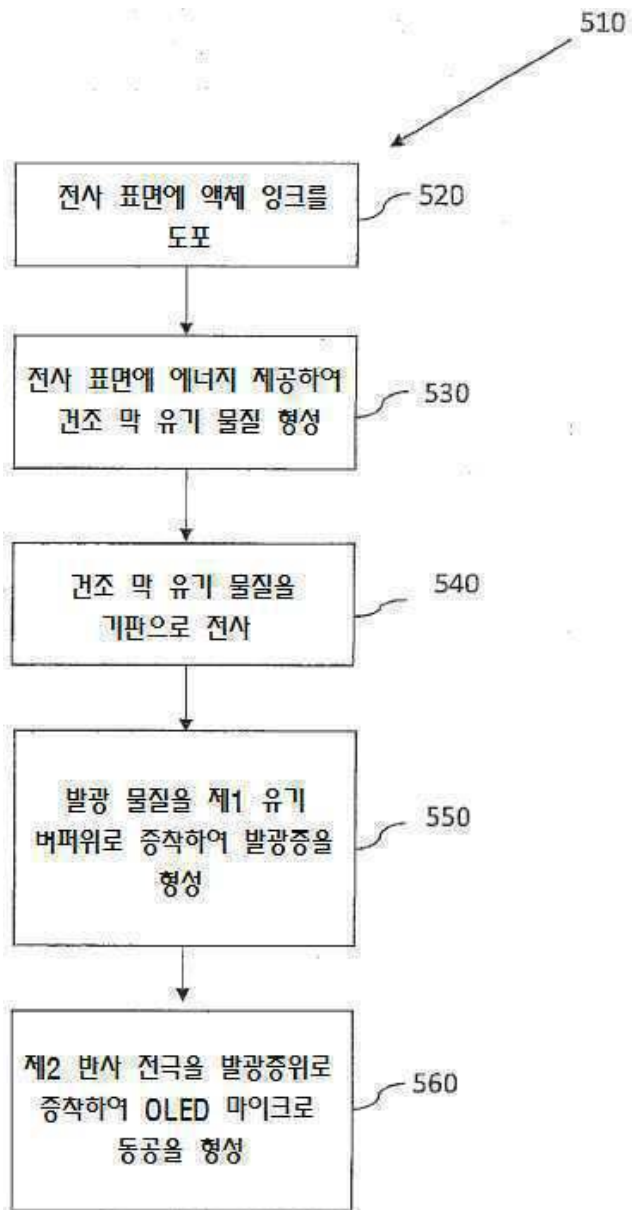 510
전사 표면에 액체 잉크를
도포
520
전사 표면에 에너지 제공하여
건조 막 유기 물질 형성
530
건조 막 유기 물질을
기판으로 전사
540
발광 물질을 제1 유기
버퍼위로 증착하여 발광층을
형성
550
제2 반사 전극을 발광층위로
증착하여 OLED 마이크로
동공을 형성
560